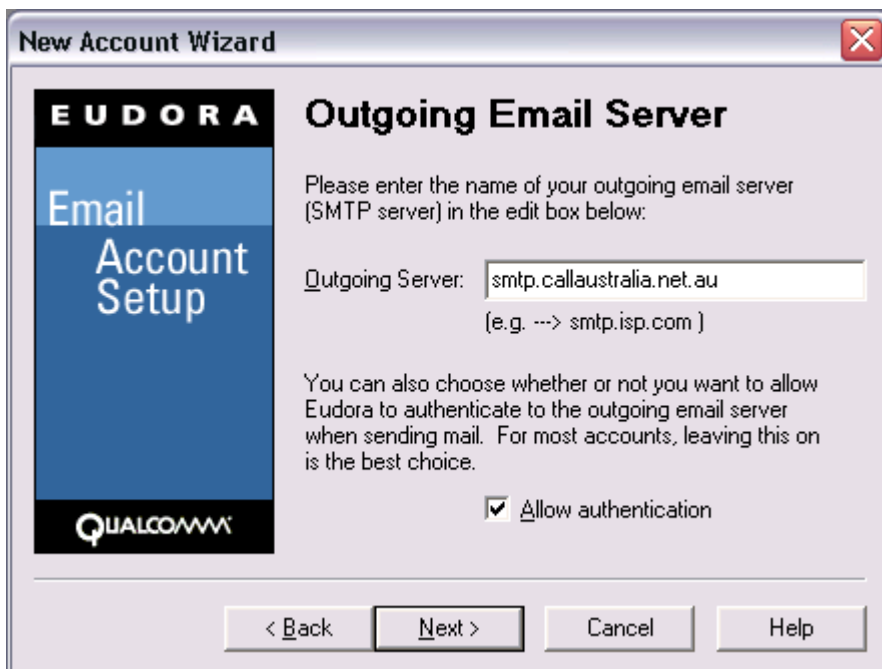 New Account Wizard
EUDORA
Email
Account
Setup
QUALCOMM
Outgoing Email Server
Please enter the name of your outgoing email server
(SMTP server) in the edit box below:
Outgoing Server: smtp.callaustralia.net.au
(e.g. ---> smtp.isp.com )
You can also choose whether or not you want to allow
Eudora to authenticate to the outgoing email server
when sending mail. For most accounts, leaving this on
is the best choice.
Allow authentication
< Back Next > Cancel Help